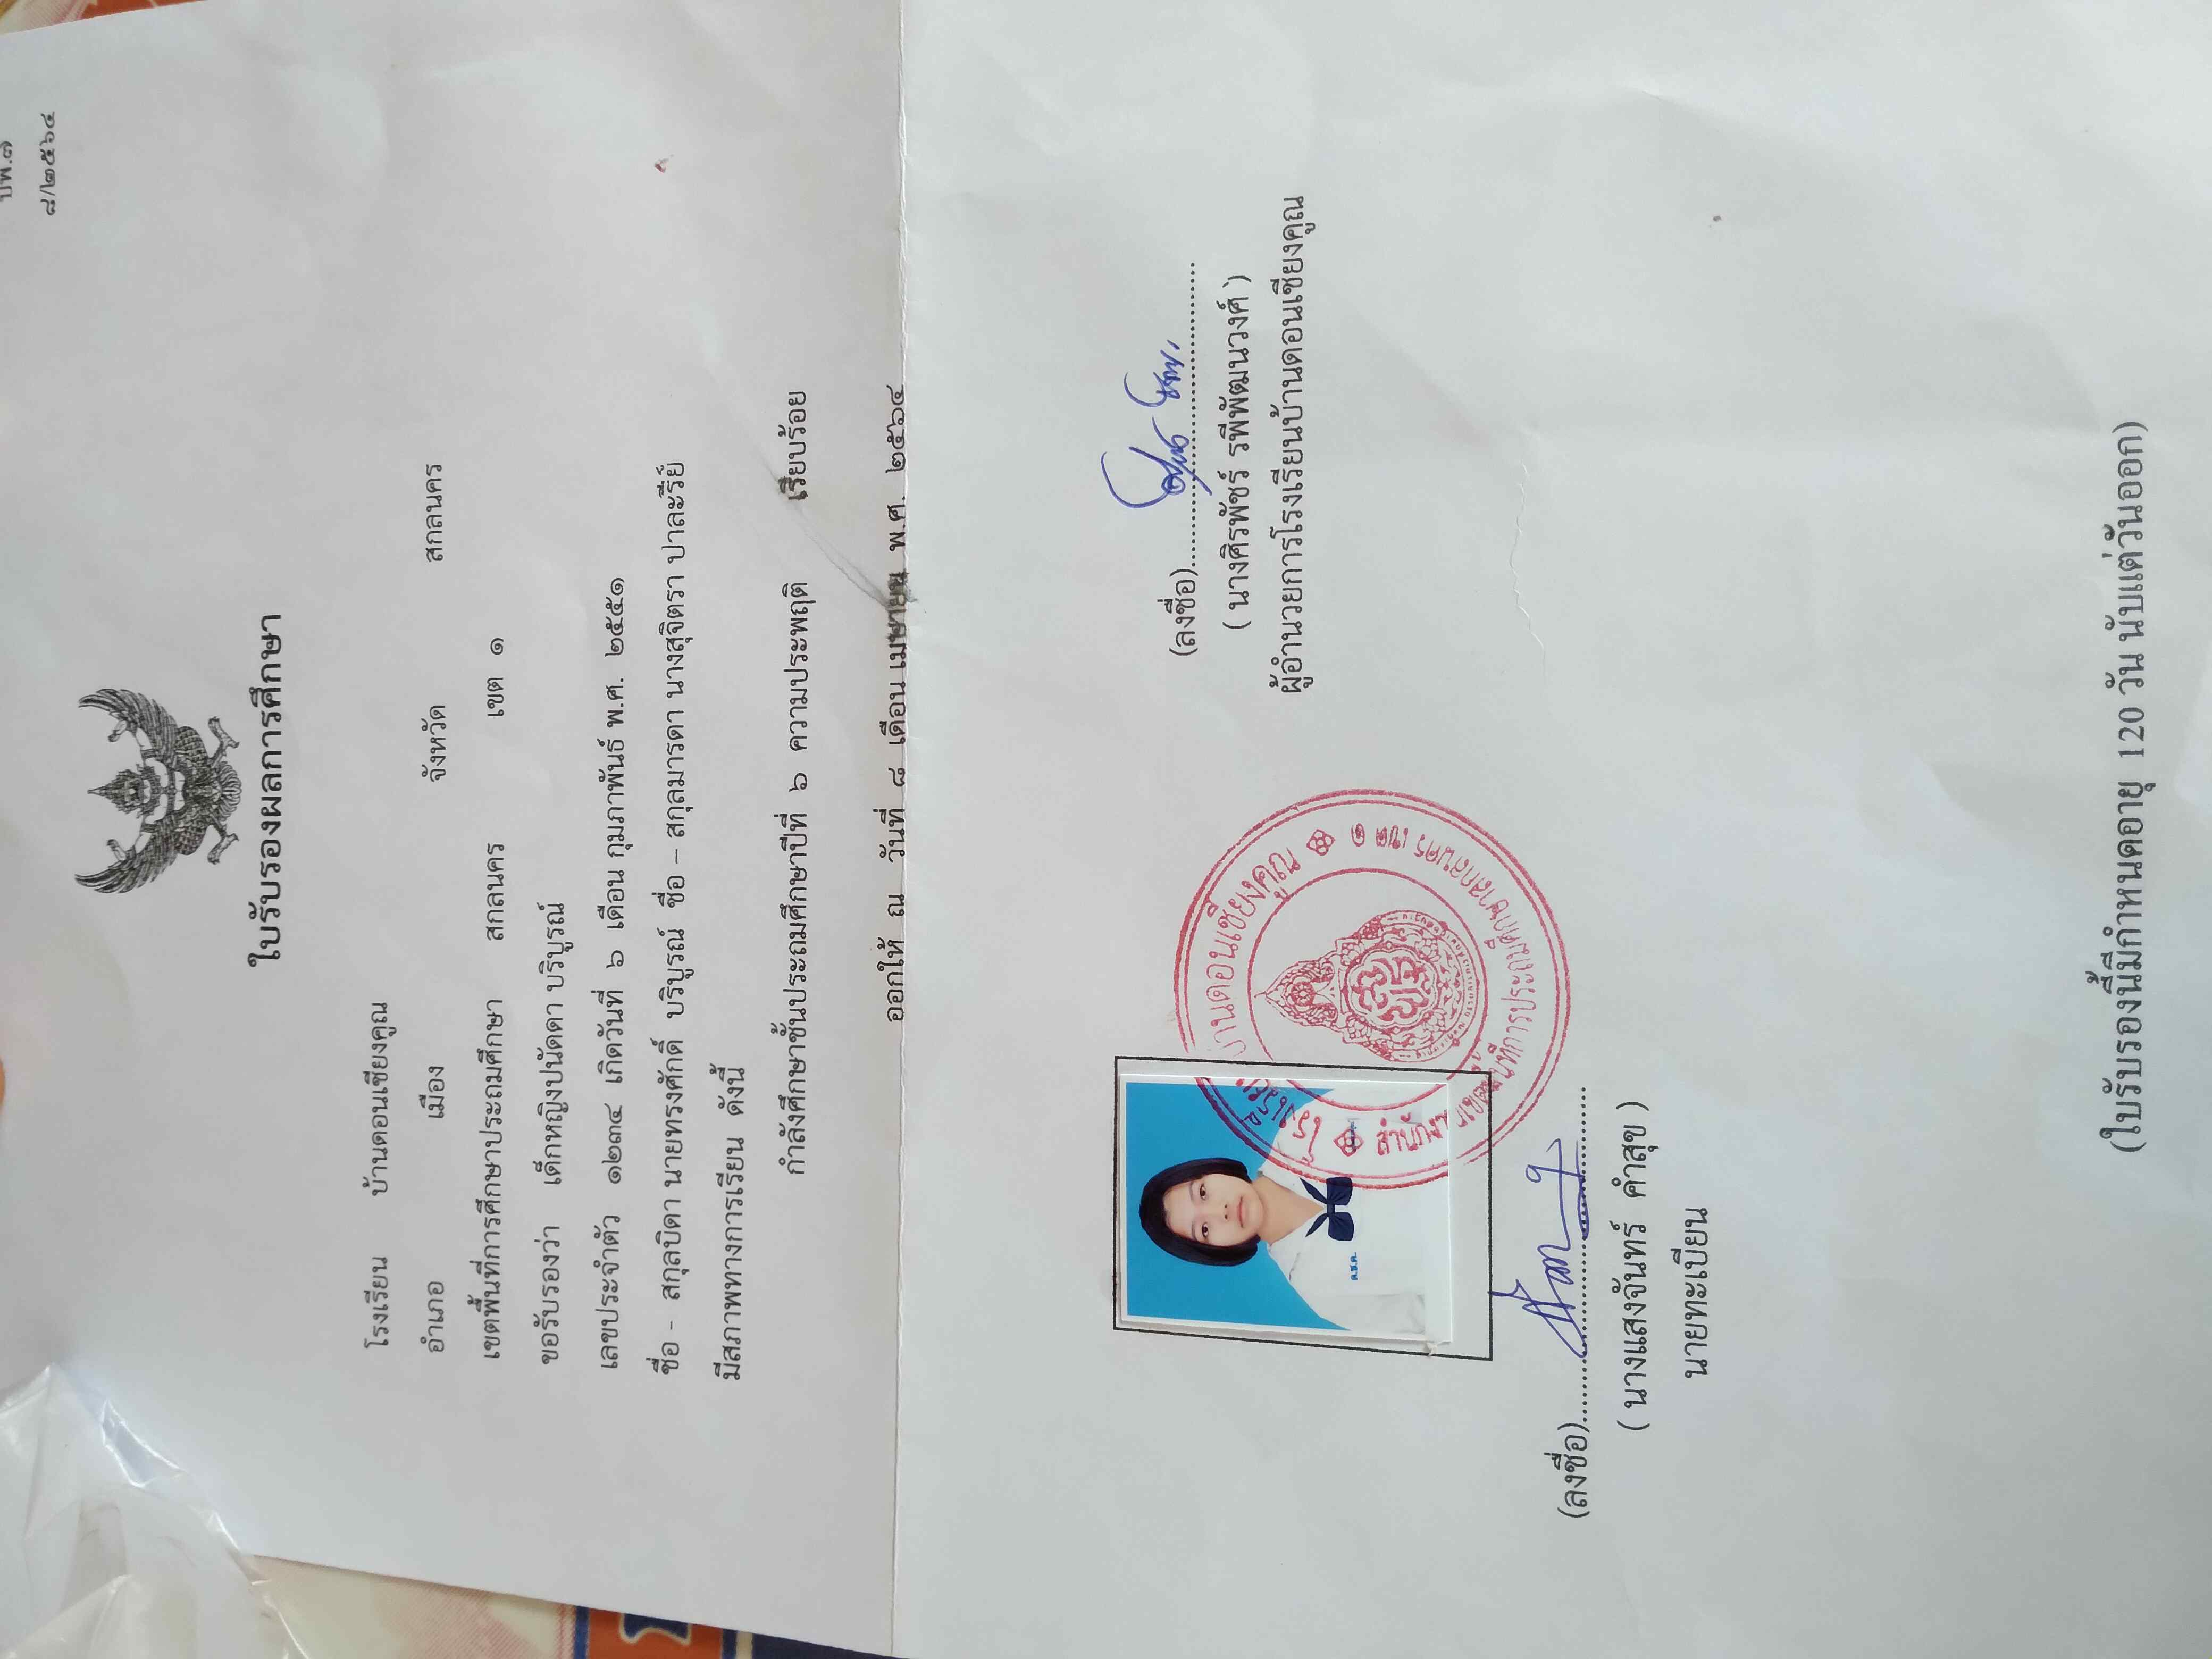 ปพ.๗
๘/๒๕๖๔
ใบรับรองผลการศึกษา
โรงเรียน บ้านดอนเชียงคูณ
อำเภอ เมือง จังหวัด สกลนคร
เขตพื้นที่การศึกษาประถมศึกษา สกลนคร เขต ๑
ขอรับรองว่า เด็กหญิงปนัดดา บริบูรณ์
เลขประจำตัว ๑๒๓๔ เกิดวันที่ ๖ เดือน กุมภาพันธ์ พ.ศ. ๒๕๕๑
ชื่อ - สกุลบิดา นายทรงศักดิ์ บริบูรณ์ ชื่อ - สกุลมารดา นางสุจิตรา ปาละรีย์
มีสภาพทางการเรียน ดังนี้
กำลังศึกษาชั้นประถมศึกษาปีที่ ๖ ความประพฤติ เรียบร้อย
ออกให้ ณ วันที่ ๘ เดือน เมษายน พ.ศ. ๒๕๖๔
(ลงชื่อ)
( นางศิรพัชร์ รพีพัฒนวงศ์ )
ผู้อำนวยการโรงเรียนบ้านดอนเชียงคูณ
โรงเรียนบ้านดอนเชียงคูณ
สำนักงานเขตพื้นที่การประถมศึกษาสกลนคร เขต ๑
ด.ช.ค.
(ลงชื่อ)
( นางแสงจันทร์ คำสุข )
นายทะเบียน
(ใบรับรองนี้มีกำหนดอายุ 120 วัน นับแต่วันออก)